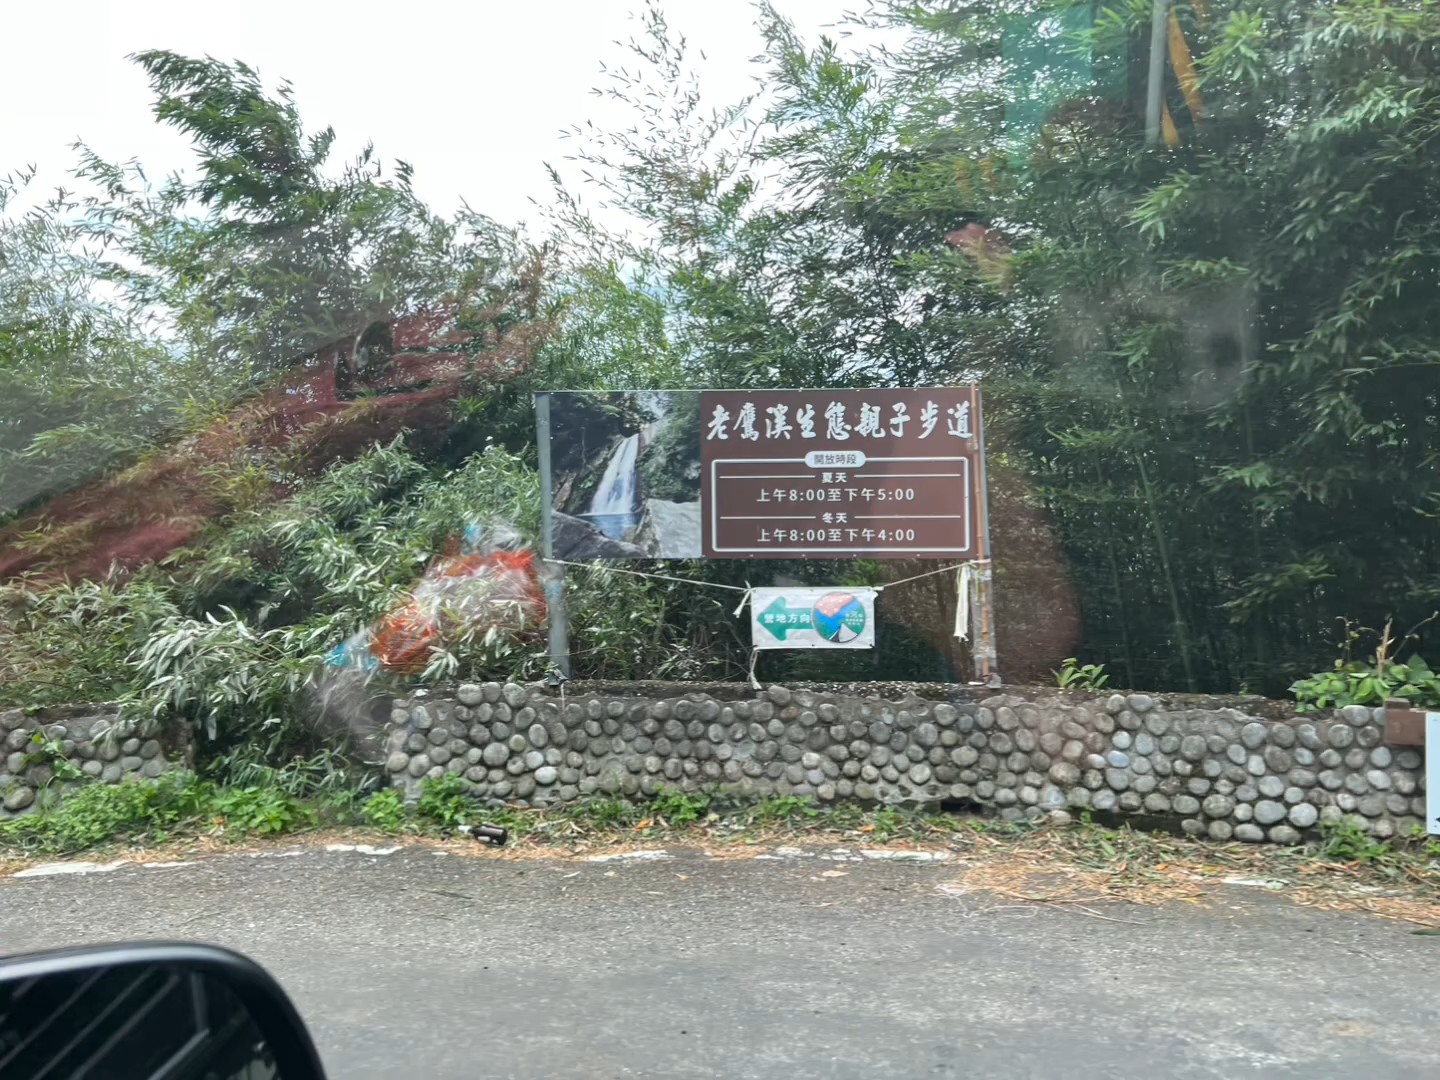 老鷹溪生態親子步道
開放時段
夏天
上午8:00至下午5:00
冬天
上午8:00至下午4:00
營地方向